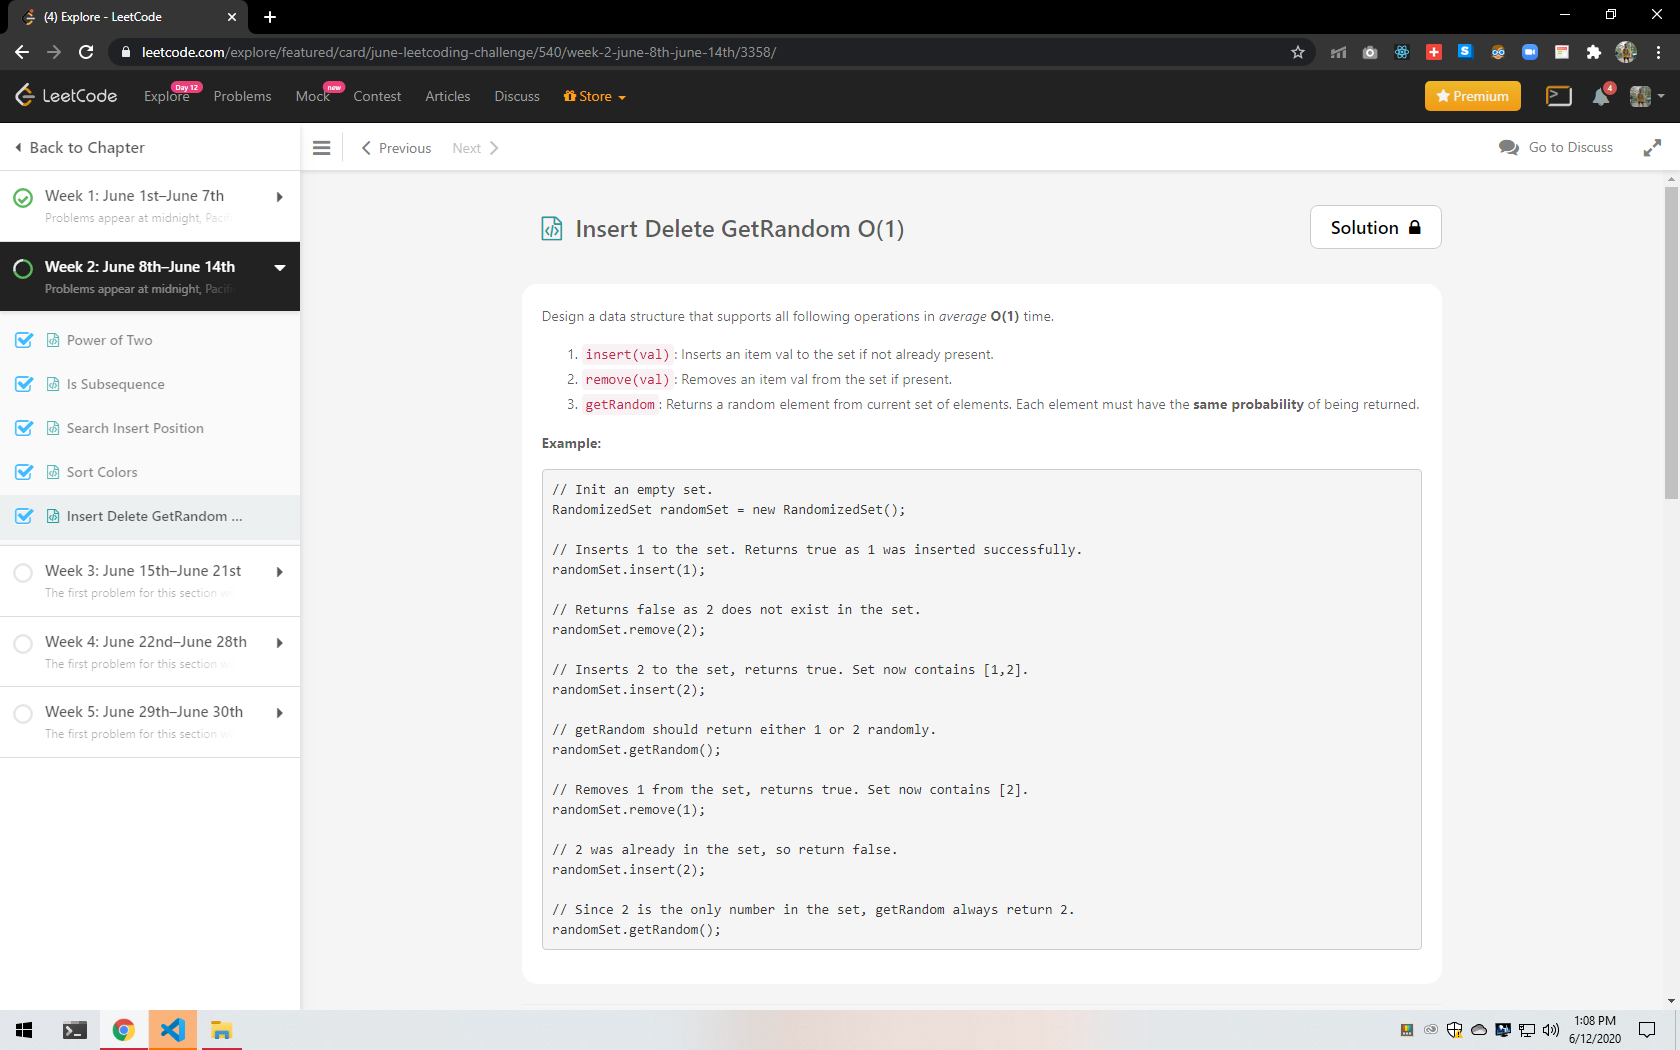 (4) Explore - LeetCode
leetcode.com/explore/featured/card/june-leetcoding-challenge/540/week-2-june-8th-june-14th/3358/
LeetCode
Explore
Day 12
Problems
Mock
new
Contest
Articles
Discuss
Store
Premium
4
Back to Chapter
Previous
Next
Go to Discuss
Week 1: June 1st–June 7th
Problems appear at midnight, Pacifi
Week 2: June 8th–June 14th
Problems appear at midnight, Pacifi
Power of Two
Is Subsequence
Search Insert Position
Sort Colors
Insert Delete GetRandom ...
Week 3: June 15th–June 21st
The first problem for this section w
Week 4: June 22nd–June 28th
The first problem for this section w
Week 5: June 29th–June 30th
The first problem for this section w
Insert Delete GetRandom O(1)
Solution
Design a data structure that supports all following operations in average O(1) time.
1. insert(val) : Inserts an item val to the set if not already present.
2. remove(val) : Removes an item val from the set if present.
3. getRandom : Returns a random element from current set of elements. Each element must have the same probability of being returned.
Example:
// Init an empty set.
RandomizedSet randomSet = new RandomizedSet();
// Inserts 1 to the set. Returns true as 1 was inserted successfully.
randomSet.insert(1);
// Returns false as 2 does not exist in the set.
randomSet.remove(2);
// Inserts 2 to the set, returns true. Set now contains [1,2].
randomSet.insert(2);
// getRandom should return either 1 or 2 randomly.
randomSet.getRandom();
// Removes 1 from the set, returns true. Set now contains [2].
randomSet.remove(1);
// 2 was already in the set, so return false.
randomSet.insert(2);
// Since 2 is the only number in the set, getRandom always return 2.
randomSet.getRandom();
1:08 PM
6/12/2020